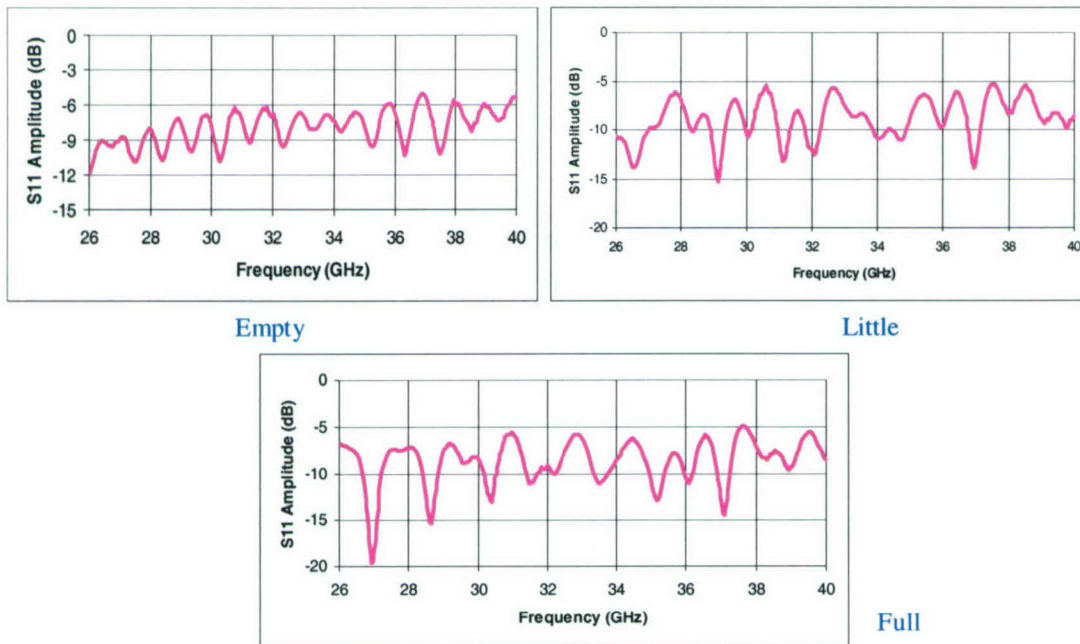 S11 Amplitude (dB)
0
-3
-6
-9
-12
-15
26 28 30 32 34 36 38 40
Frequency (GHz)
Empty
S11 Amplitude (dB)
0
-5
-10
-15
-20
26 28 30 32 34 36 38 40
Frequency (GHz)
Little
S11 Amplitude (dB)
0
-5
-10
-15
-20
26 28 30 32 34 36 38 40
Frequency (GHz)
Full